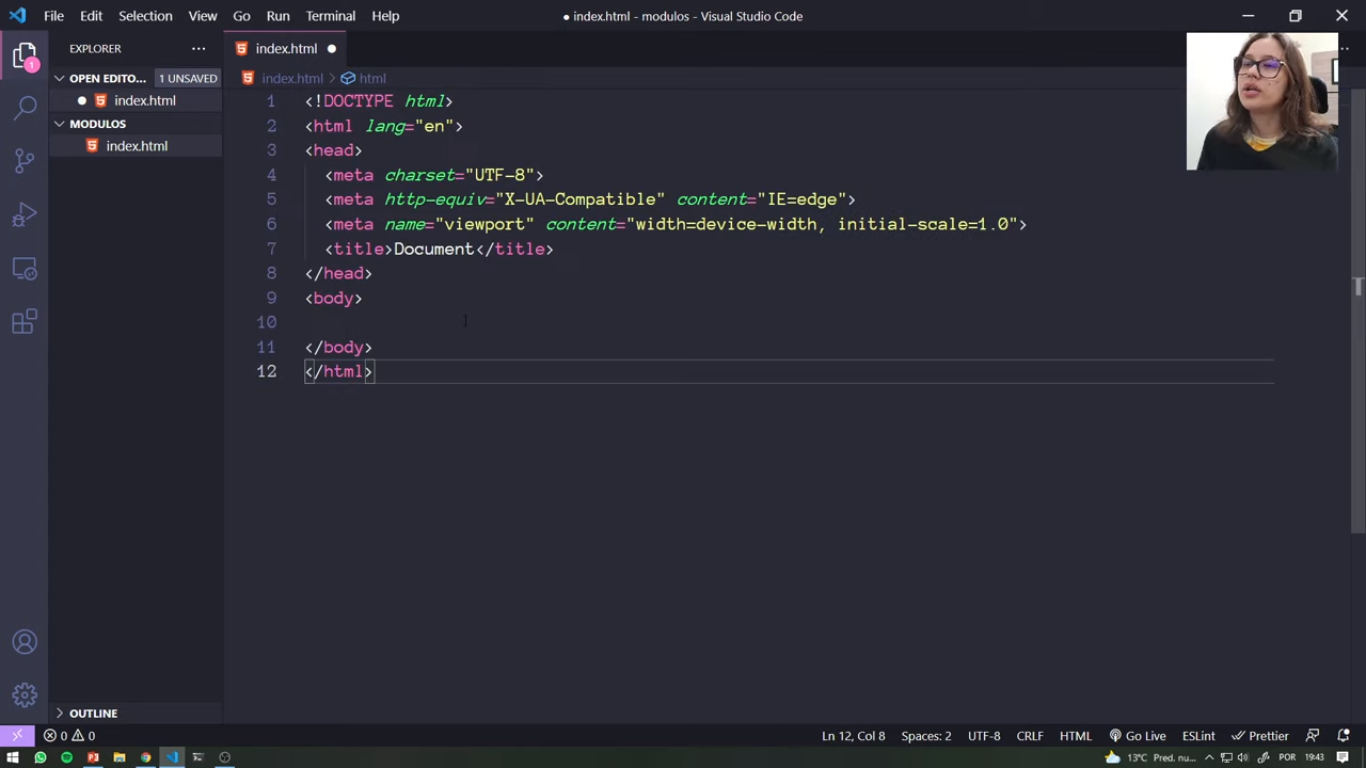 File Edit Selection View Go Run Terminal Help
● index.html - modulos - Visual Studio Code
EXPLORER
index.html
1
OPEN EDITO... 1 UNSAVED
index.html
MODULOS
index.html
index.html html
1 <!DOCTYPE html>
2 <html lang="en">
3 <head>
4 <meta charset="UTF-8">
5 <meta http-equiv="X-UA-Compatible" content="IE=edge">
6 <meta name="viewport" content="width=device-width, initial-scale=1.0">
7 <title>Document</title>
8 </head>
9 <body>
10
11 </body>
12 </html>
OUTLINE
0 0
Ln 12, Col 8 Spaces: 2 UTF-8 CRLF HTML Go Live ESLint Prettier
13°C Pred. nu... POR 19:43